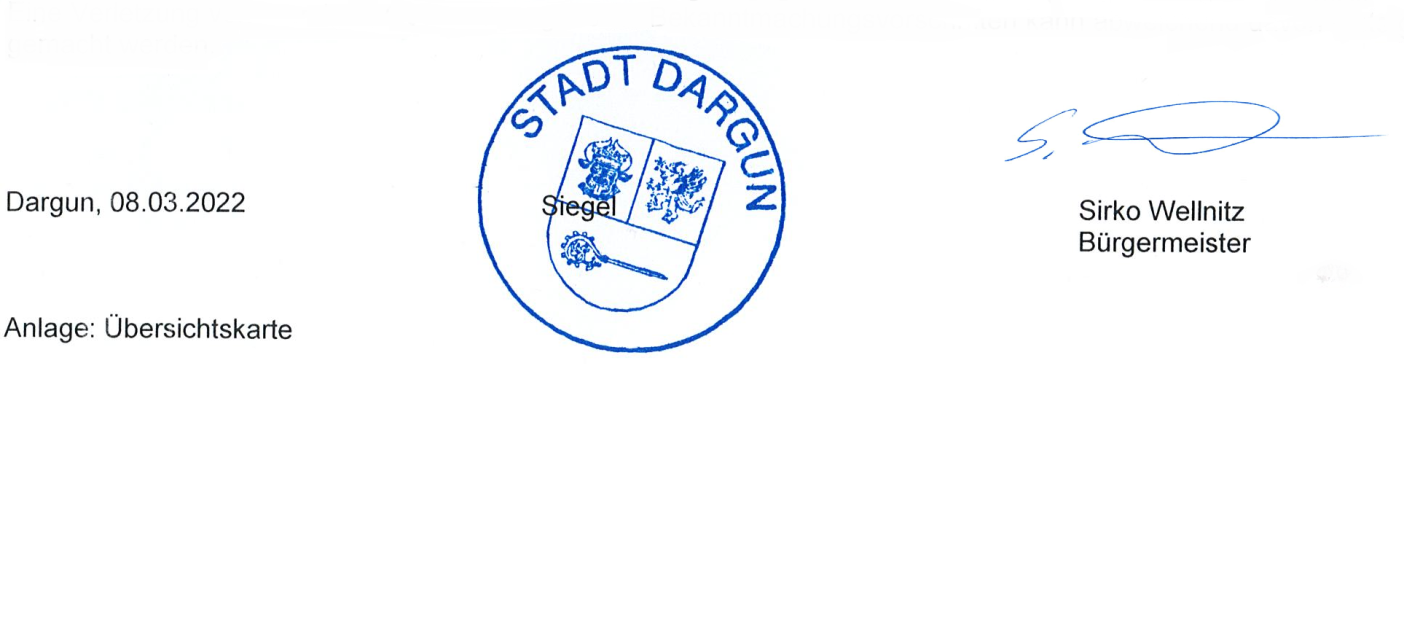 STADT DARGUN
Dargun, 08.03.2022
Siegel
S.
Sirko Wellnitz
Bürgermeister
Anlage: Übersichtskarte